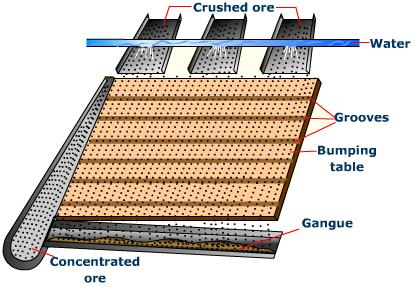 Crushed ore
Water
Grooves
Bumping
table
Gangue
Concentrated
ore